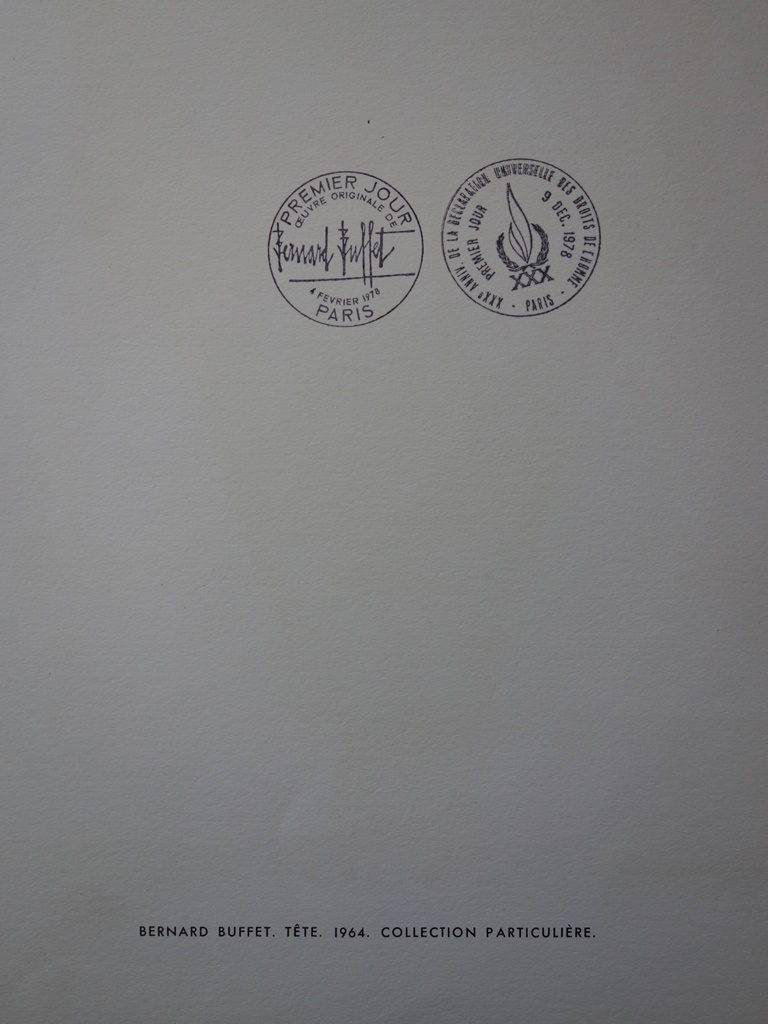 PREMIER JOUR
ŒUVRE ORIGINALE DE
Bernard Buffet
4 FEVRIER 1978
PARIS
XXXe ANNIV. DE LA DECLARATION UNIVERSELLE DES DROITS DE L'HOMME
PREMIER JOUR
9 DEC. 1978
XXX
- PARIS -
BERNARD BUFFET. TÊTE. 1964. COLLECTION PARTICULIÈRE.